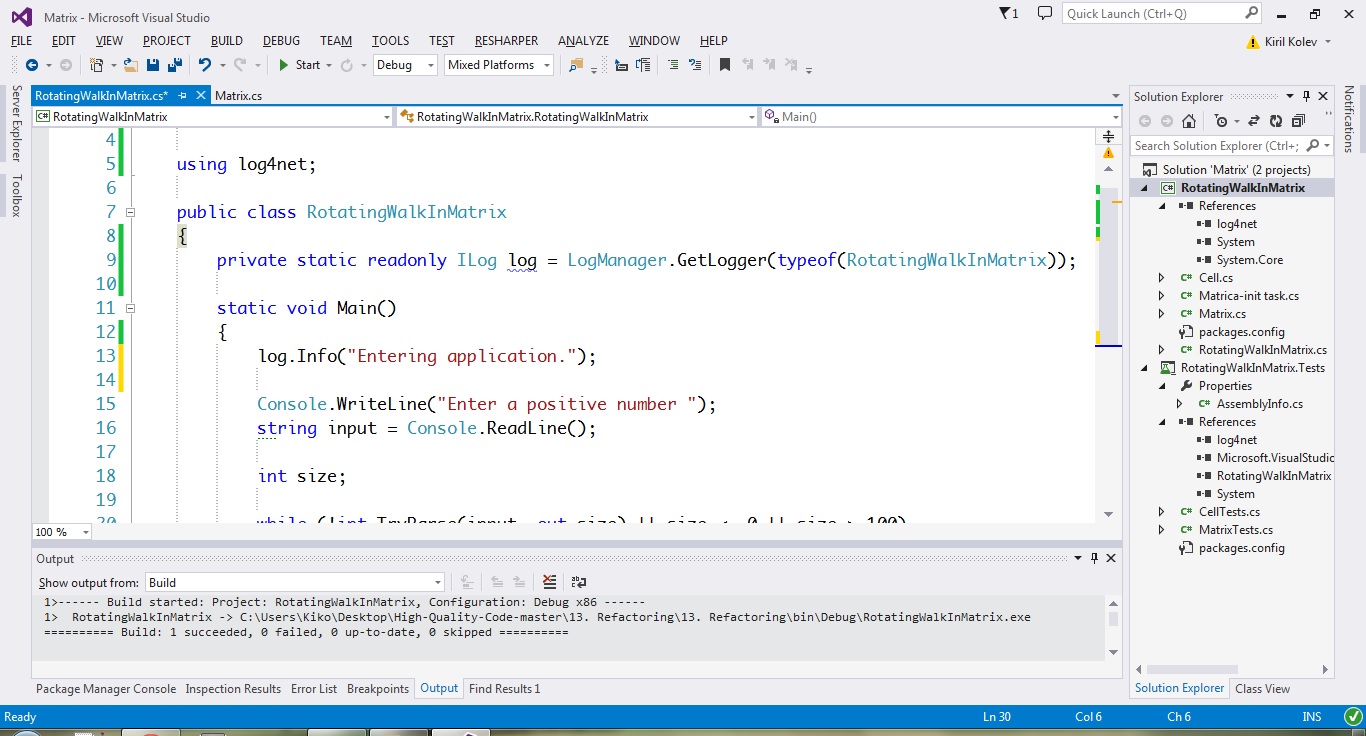 Matrix - Microsoft Visual Studio
1
Quick Launch (Ctrl+Q)
FILE EDIT VIEW PROJECT BUILD DEBUG TEAM TOOLS TEST RESHARPER ANALYZE WINDOW HELP
Kiril Kolev
Start Debug Mixed Platforms
Server Explorer
Toolbox
RotatingWalkInMatrix.cs* Matrix.cs
RotatingWalkInMatrix RotatingWalkInMatrix.RotatingWalkInMatrix Main()
4
5 using log4net;
6
7 public class RotatingWalkInMatrix
8 {
9 private static readonly ILog log = LogManager.GetLogger(typeof(RotatingWalkInMatrix));
10
11 static void Main()
12 {
13 log.Info("Entering application.");
14
15 Console.WriteLine("Enter a positive number ");
16 string input = Console.ReadLine();
17
18 int size;
19
20 while (!int.TryParse(input, out size) || size < 0 || size > 100)
100 %
Output
Show output from: Build
1>------ Build started: Project: RotatingWalkInMatrix, Configuration: Debug x86 ------
1> RotatingWalkInMatrix -> C:\Users\Kiko\Desktop\High-Quality-Code-master\13. Refactoring\13. Refactoring\bin\Debug\RotatingWalkInMatrix.exe
========== Build: 1 succeeded, 0 failed, 0 up-to-date, 0 skipped ==========
Package Manager Console Inspection Results Error List Breakpoints Output Find Results 1
Solution Explorer
Search Solution Explorer (Ctrl+;
Solution 'Matrix' (2 projects)
C# RotatingWalkInMatrix
References
log4net
System
System.Core
C# Cell.cs
C# Matrica-init task.cs
C# Matrix.cs
packages.config
C# RotatingWalkInMatrix.cs
RotatingWalkInMatrix.Tests
Properties
C# AssemblyInfo.cs
References
log4net
Microsoft.VisualStudio
RotatingWalkInMatrix
System
C# CellTests.cs
C# MatrixTests.cs
packages.config
Solution Explorer Class View
Notifications
Ready Ln 30 Col 6 Ch 6 INS